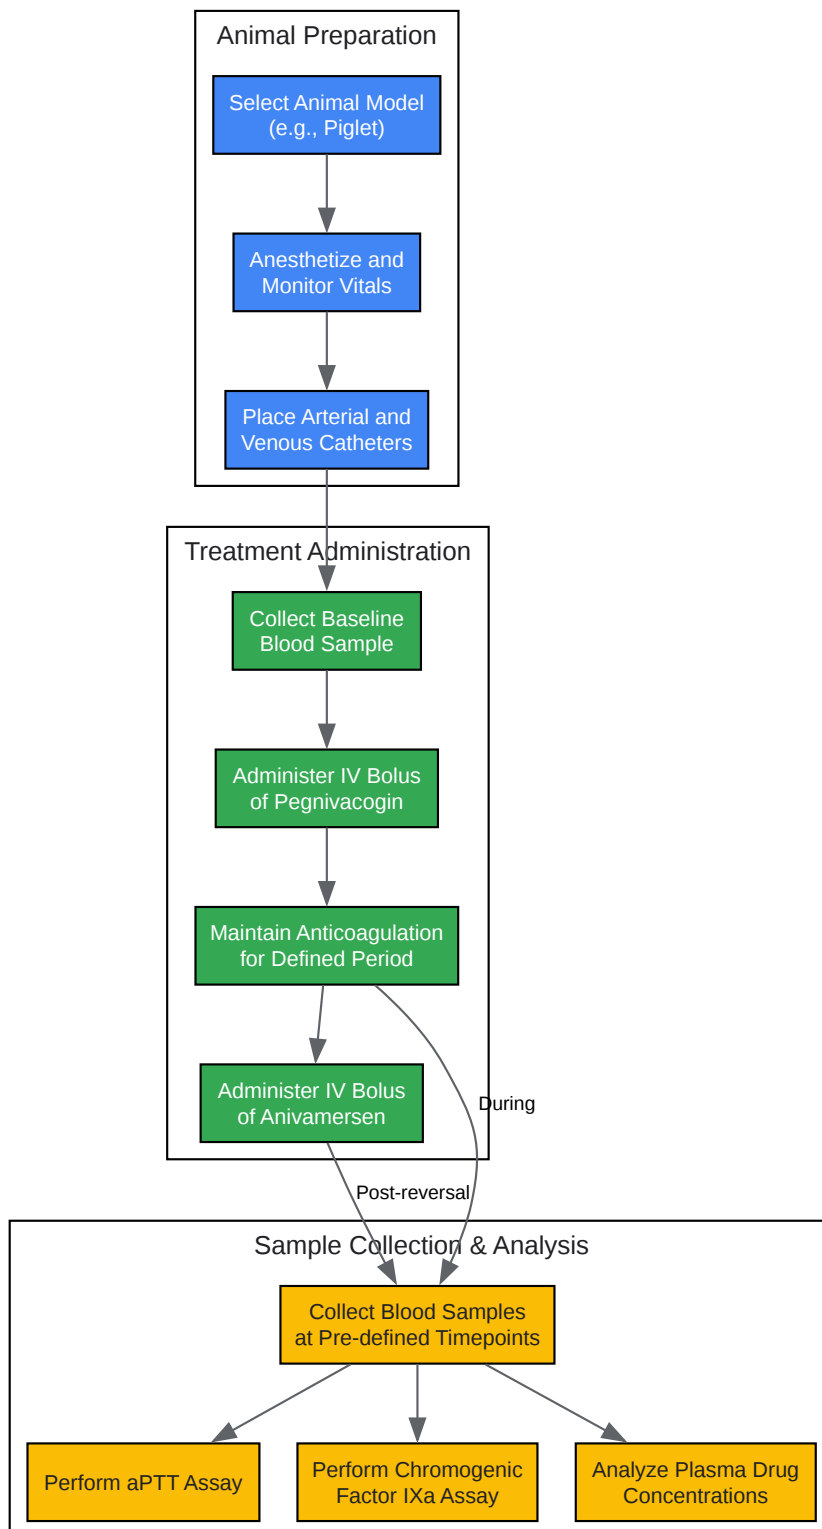 Animal Preparation
Select Animal Model
(e.g., Piglet)
Anesthetize and
Monitor Vitals
Place Arterial and
Venous Catheters
Treatment Administration
Collect Baseline
Blood Sample
Administer IV Bolus
of Pegnivacogin
Maintain Anticoagulation
for Defined Period
Administer IV Bolus
of Anivamersen
During
Post-reversal
Sample Collection & Analysis
Collect Blood Samples
at Pre-defined Timepoints
Perform aPTT Assay
Perform Chromogenic
Factor IXa Assay
Analyze Plasma Drug
Concentrations